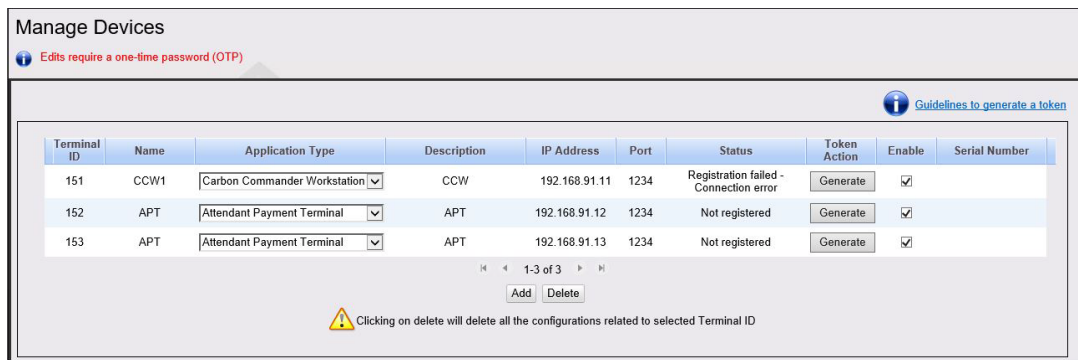 Manage Devices
Edits require a one-time password (OTP)
Guidelines to generate a token
Terminal ID Name Application Type Description IP Address Port Status Token Action Enable Serial Number
151 CCW1 Carbon Commander Workstation CCW 192.168.91.11 1234 Registration failed - Connection error Generate
152 APT Attendant Payment Terminal APT 192.168.91.12 1234 Not registered Generate
153 APT Attendant Payment Terminal APT 192.168.91.13 1234 Not registered Generate
1-3 of 3
Add Delete
Clicking on delete will delete all the configurations related to selected Terminal ID